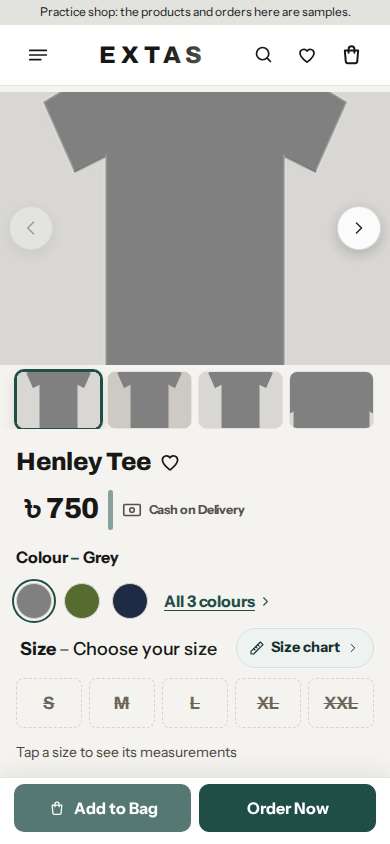 Practice shop: the products and orders here are samples.
EXTAS
Henley Tee
৳ 750
Cash on Delivery
Colour – Grey
All 3 colours
Size – Choose your size
Size chart
S M L XL XXL
Tap a size to see its measurements
Add to Bag
Order Now